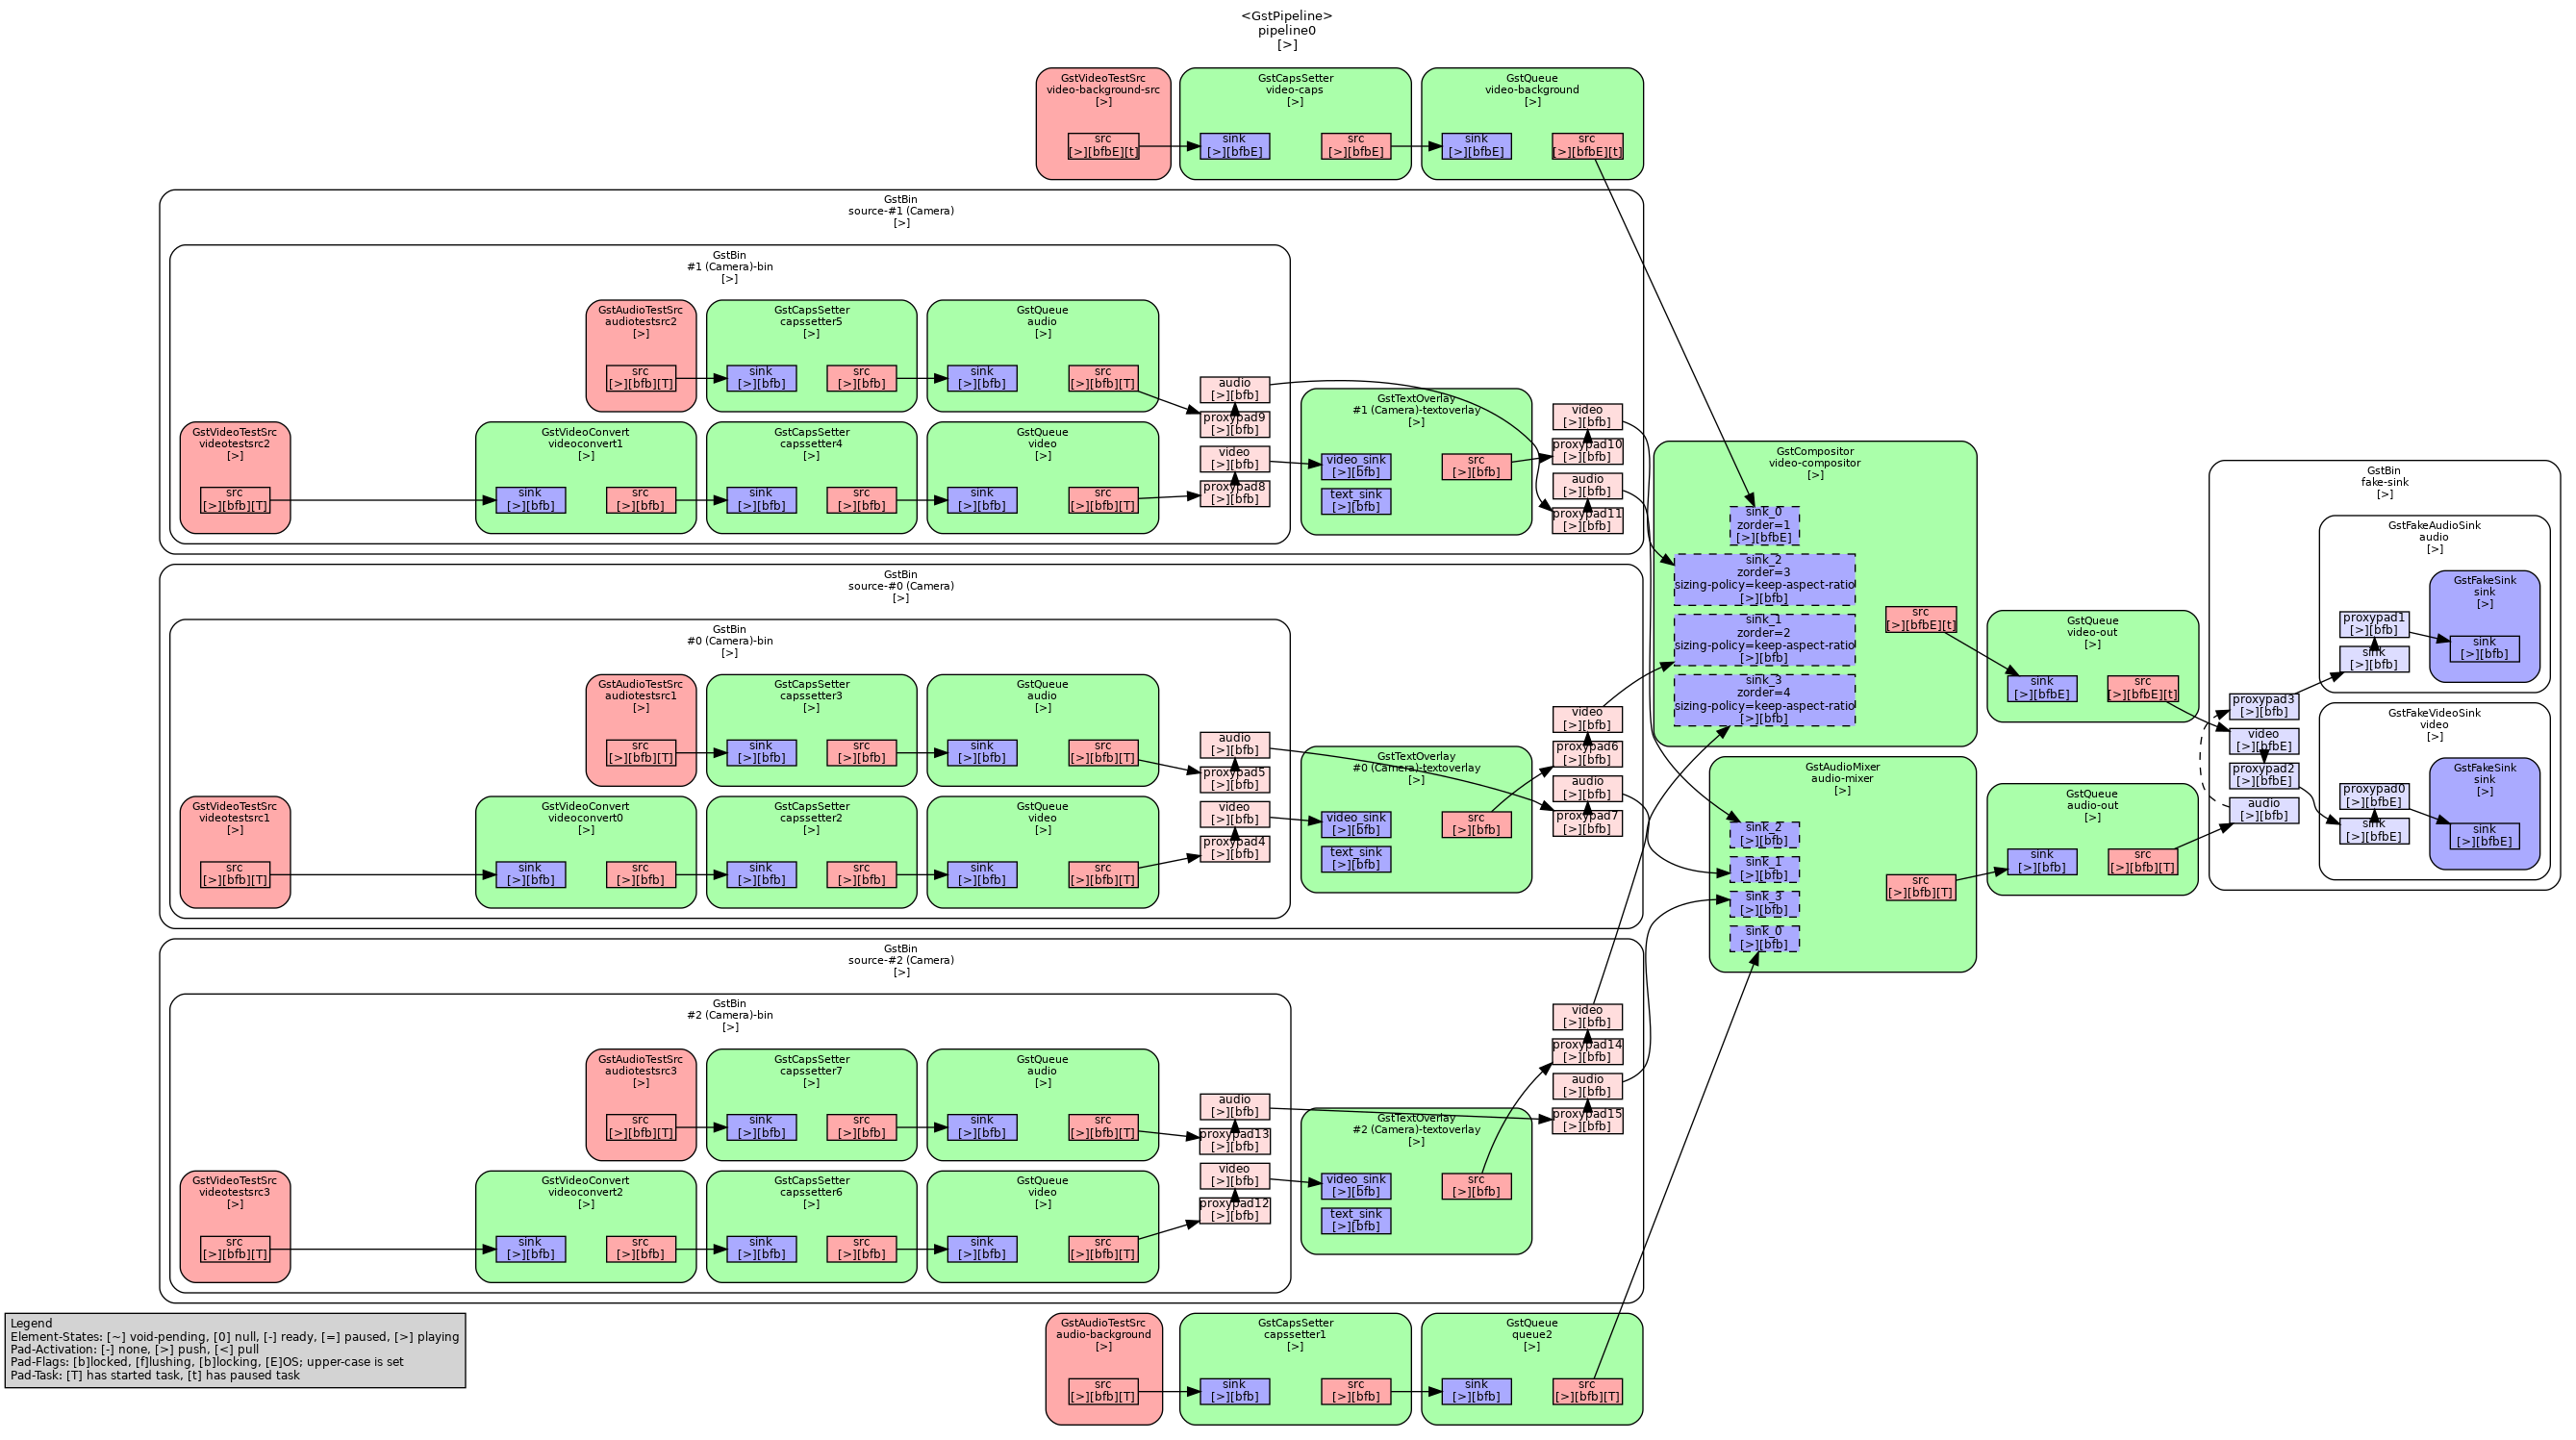 <GstPipeline>
pipeline0
[>]
GstVideoTestSrc
video-background-src
[>]
src
[>][bfbE][t]
GstCapsSetter
video-caps
[>]
sink
[>][bfbE]
src
[>][bfbE]
GstQueue
video-background
[>]
sink
[>][bfbE]
src
[>][bfbE][t]
GstBin
source-#1 (Camera)
[>]
GstBin
#1 (Camera)-bin
[>]
GstAudioTestSrc
audiotestsrc2
[>]
src
[>][bfb][T]
GstCapsSetter
capssetter5
[>]
sink
[>][bfb]
src
[>][bfb]
GstQueue
audio
[>]
sink
[>][bfb]
src
[>][bfb][T]
GstVideoTestSrc
videotestsrc2
[>]
src
[>][bfb][T]
GstVideoConvert
videoconvert1
[>]
sink
[>][bfb]
src
[>][bfb]
GstCapsSetter
capssetter4
[>]
sink
[>][bfb]
src
[>][bfb]
GstQueue
video
[>]
sink
[>][bfb]
src
[>][bfb][T]
audio
[>][bfb]
proxypad9
[>][bfb]
video
[>][bfb]
proxypad8
[>][bfb]
GstTextOverlay
#1 (Camera)-textoverlay
[>]
video_sink
[>][bfb]
text_sink
[>][bfb]
src
[>][bfb]
video
[>][bfb]
proxypad10
[>][bfb]
audio
[>][bfb]
proxypad11
[>][bfb]
GstBin
source-#0 (Camera)
[>]
GstBin
#0 (Camera)-bin
[>]
GstAudioTestSrc
audiotestsrc1
[>]
src
[>][bfb][T]
GstCapsSetter
capssetter3
[>]
sink
[>][bfb]
src
[>][bfb]
GstQueue
audio
[>]
sink
[>][bfb]
src
[>][bfb][T]
GstVideoTestSrc
videotestsrc1
[>]
src
[>][bfb][T]
GstVideoConvert
videoconvert0
[>]
sink
[>][bfb]
src
[>][bfb]
GstCapsSetter
capssetter2
[>]
sink
[>][bfb]
src
[>][bfb]
GstQueue
video
[>]
sink
[>][bfb]
src
[>][bfb][T]
audio
[>][bfb]
proxypad5
[>][bfb]
video
[>][bfb]
proxypad4
[>][bfb]
GstTextOverlay
#0 (Camera)-textoverlay
[>]
video_sink
[>][bfb]
text_sink
[>][bfb]
src
[>][bfb]
video
[>][bfb]
proxypad6
[>][bfb]
audio
[>][bfb]
proxypad7
[>][bfb]
GstBin
source-#2 (Camera)
[>]
GstBin
#2 (Camera)-bin
[>]
GstAudioTestSrc
audiotestsrc3
[>]
src
[>][bfb][T]
GstCapsSetter
capssetter7
[>]
sink
[>][bfb]
src
[>][bfb]
GstQueue
audio
[>]
sink
[>][bfb]
src
[>][bfb][T]
GstVideoTestSrc
videotestsrc3
[>]
src
[>][bfb][T]
GstVideoConvert
videoconvert2
[>]
sink
[>][bfb]
src
[>][bfb]
GstCapsSetter
capssetter6
[>]
sink
[>][bfb]
src
[>][bfb]
GstQueue
video
[>]
sink
[>][bfb]
src
[>][bfb][T]
audio
[>][bfb]
proxypad13
[>][bfb]
video
[>][bfb]
proxypad12
[>][bfb]
GstTextOverlay
#2 (Camera)-textoverlay
[>]
video_sink
[>][bfb]
text_sink
[>][bfb]
src
[>][bfb]
video
[>][bfb]
proxypad14
[>][bfb]
audio
[>][bfb]
proxypad15
[>][bfb]
GstCompositor
video-compositor
[>]
sink_0
zorder=1
[>][bfbE]
sink_2
zorder=3
sizing-policy=keep-aspect-ratio
[>][bfb]
sink_1
zorder=2
sizing-policy=keep-aspect-ratio
[>][bfb]
sink_3
zorder=4
sizing-policy=keep-aspect-ratio
[>][bfb]
src
[>][bfbE][t]
GstAudioMixer
audio-mixer
[>]
sink_2
[>][bfb]
sink_1
[>][bfb]
sink_3
[>][bfb]
sink_0
[>][bfb]
src
[>][bfb][T]
GstQueue
video-out
[>]
sink
[>][bfbE]
src
[>][bfbE][t]
GstQueue
audio-out
[>]
sink
[>][bfb]
src
[>][bfb][T]
GstBin
fake-sink
[>]
proxypad3
[>][bfb]
video
[>][bfbE]
proxypad2
[>][bfbE]
audio
[>][bfb]
GstFakeAudioSink
audio
[>]
proxypad1
[>][bfb]
sink
[>][bfb]
GstFakeSink
sink
[>]
sink
[>][bfb]
GstFakeVideoSink
video
[>]
proxypad0
[>][bfbE]
sink
[>][bfbE]
GstFakeSink
sink
[>]
sink
[>][bfbE]
Legend
Element-States: [~] void-pending, [0] null, [-] ready, [=] paused, [>] playing
Pad-Activation: [-] none, [>] push, [<] pull
Pad-Flags: [b]locked, [f]lushing, [b]locking, [E]OS; upper-case is set
Pad-Task: [T] has started task, [t] has paused task
GstAudioTestSrc
audio-background
[>]
src
[>][bfb][T]
GstCapsSetter
capssetter1
[>]
sink
[>][bfb]
src
[>][bfb]
GstQueue
queue2
[>]
sink
[>][bfb]
src
[>][bfb][T]